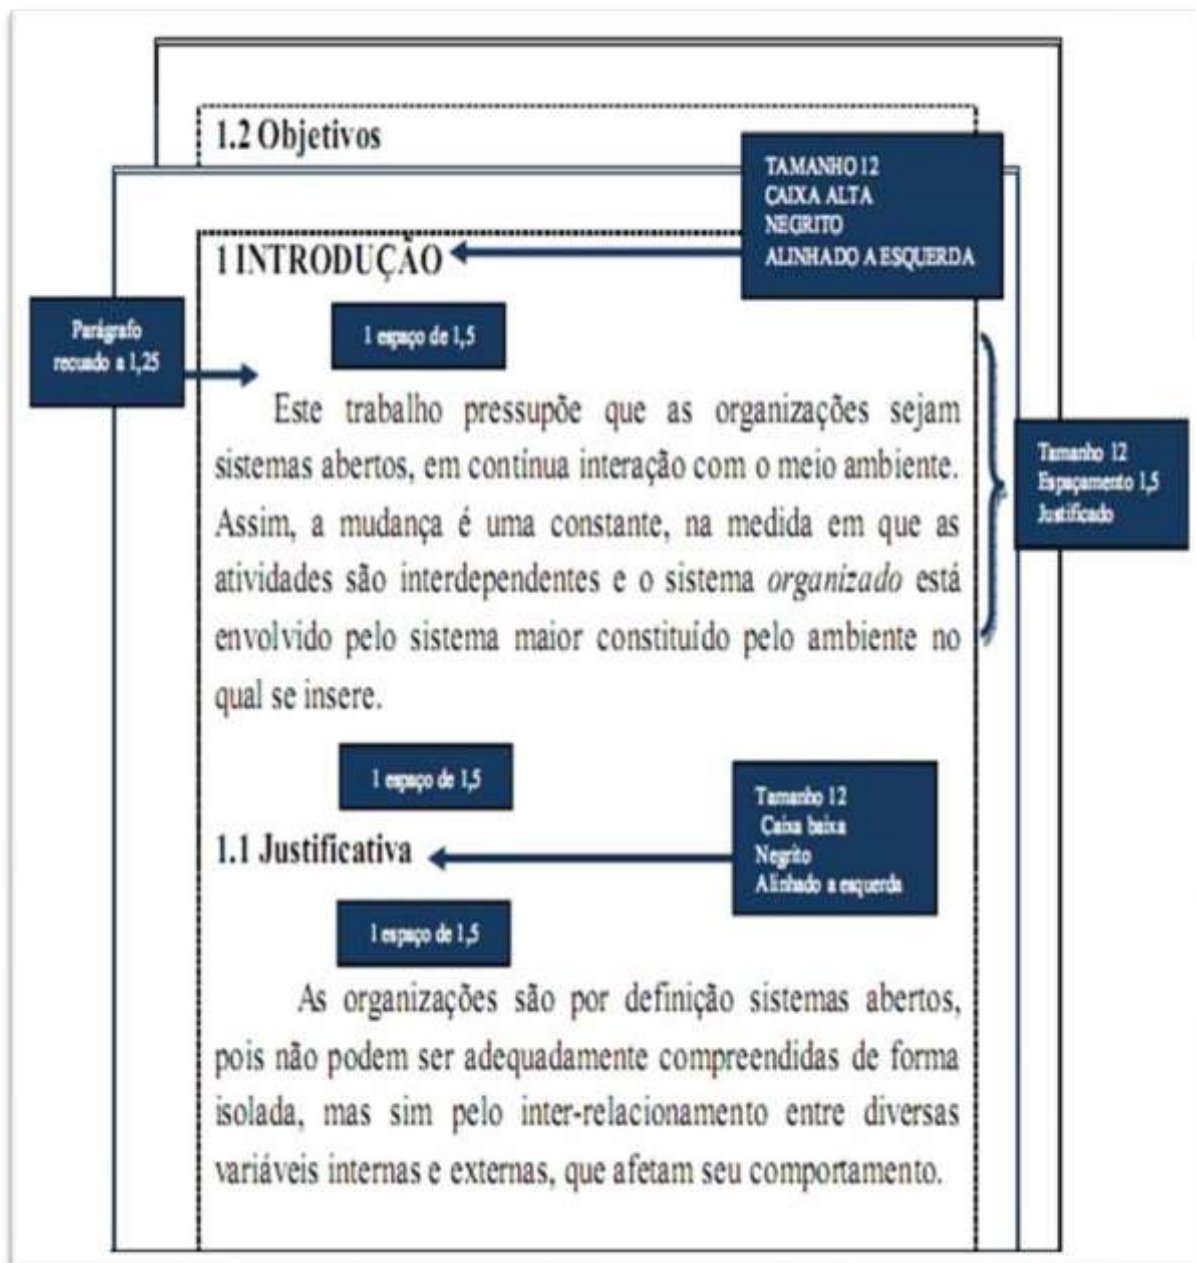 1.2 Objetivos
TAMANHO 12
CAIXA ALTA
NEGRITO
ALINHADO A ESQUERDA
1 INTRODUÇÃO
Parágrafo
recuado a 1,25
1 espaço de 1,5
Este trabalho pressupõe que as organizações sejam
sistemas abertos, em contínua interação com o meio ambiente.
Assim, a mudança é uma constante, na medida em que as
atividades são interdependentes e o sistema organizado está
envolvido pelo sistema maior constituído pelo ambiente no
qual se insere.
Tamanho 12
Espaçamento 1,5
Justificado
1 espaço de 1,5
1.1 Justificativa
Tamanho 12
Caixa baixa
Negrito
Alinhado a esquerda
1 espaço de 1,5
As organizações são por definição sistemas abertos,
pois não podem ser adequadamente compreendidas de forma
isolada, mas sim pelo inter-relacionamento entre diversas
variáveis internas e externas, que afetam seu comportamento.